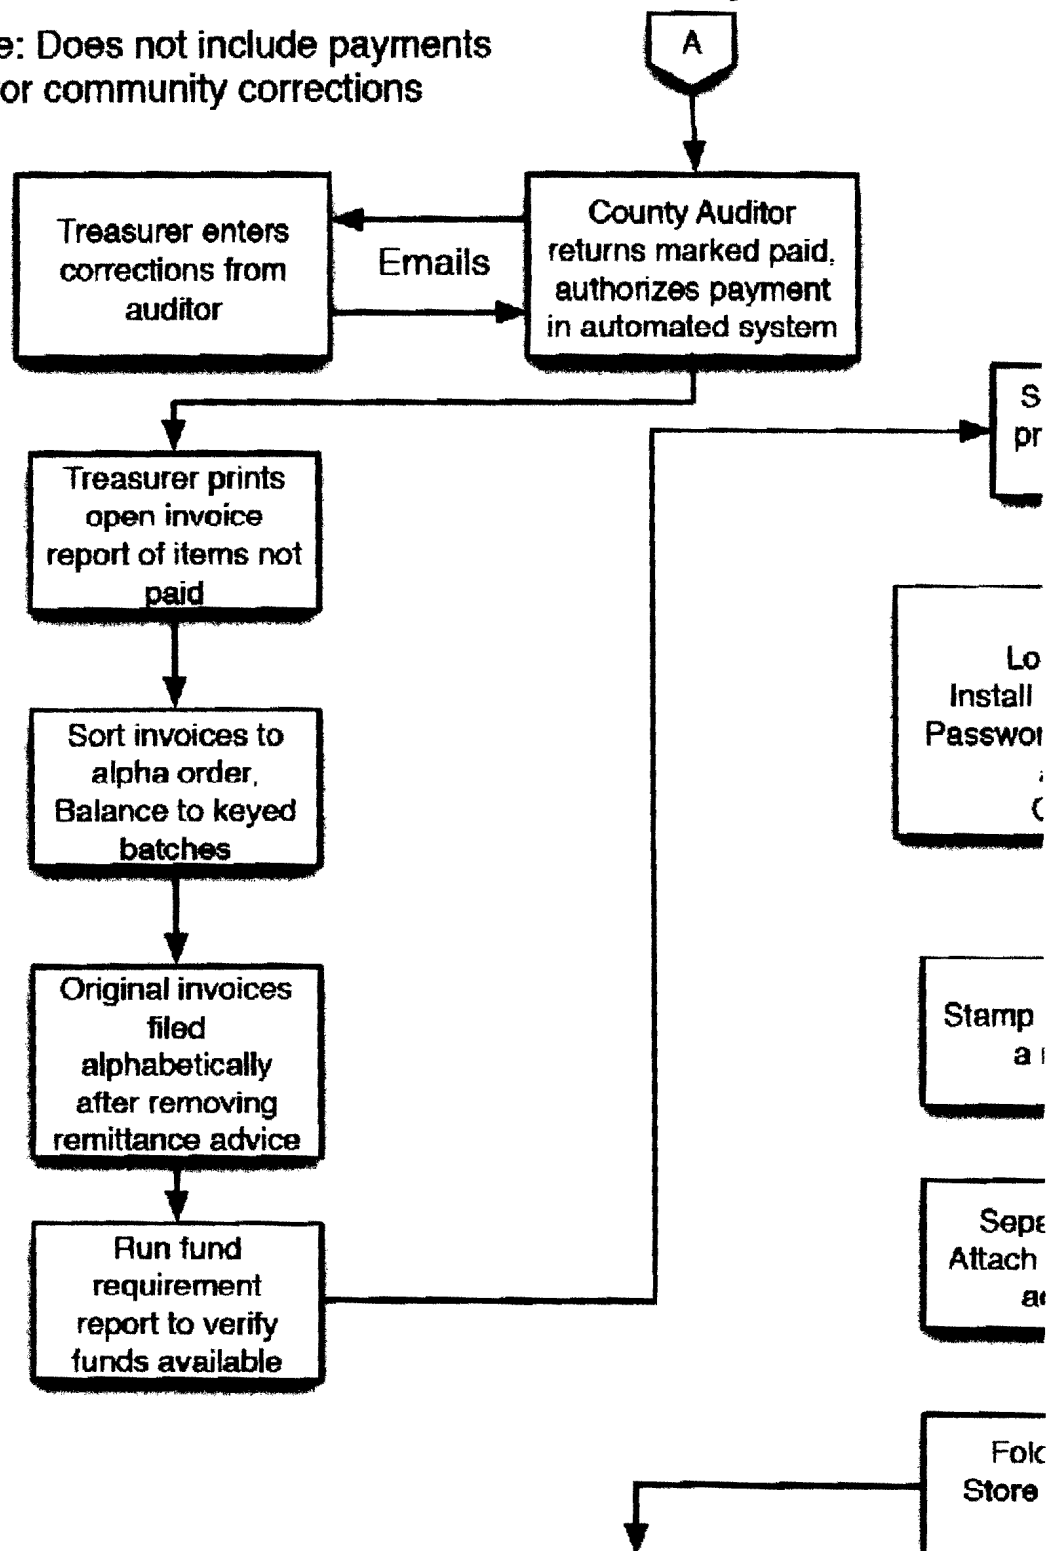 e: Does not include payments
or community corrections
A
Treasurer enters
corrections from
auditor
Emails
County Auditor
returns marked paid,
authorizes payment
in automated system
Treasurer prints
open invoice
report of items not
paid
Sort invoices to
alpha order,
Balance to keyed
batches
Original invoices
filed
alphabetically
after removing
remittance advice
Run fund
requirement
report to verify
funds available
S
pr
Lo
Install
Passwor
Stamp
a
Sepa
Attach
Fold
Store